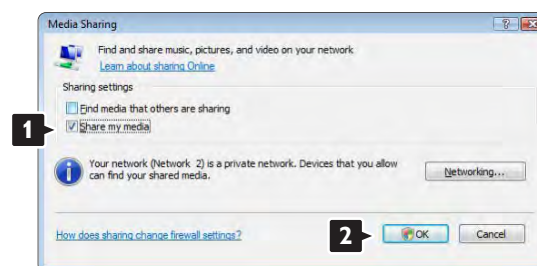 Media Sharing
Find and share music, pictures, and video on your network
Learn about sharing Online
Sharing settings
Find media that others are sharing
1
Share my media
Your network (Network 2) is a private network. Devices that you allow
can find your shared media.
Networking...
How does sharing change firewall settings?
2
OK
Cancel